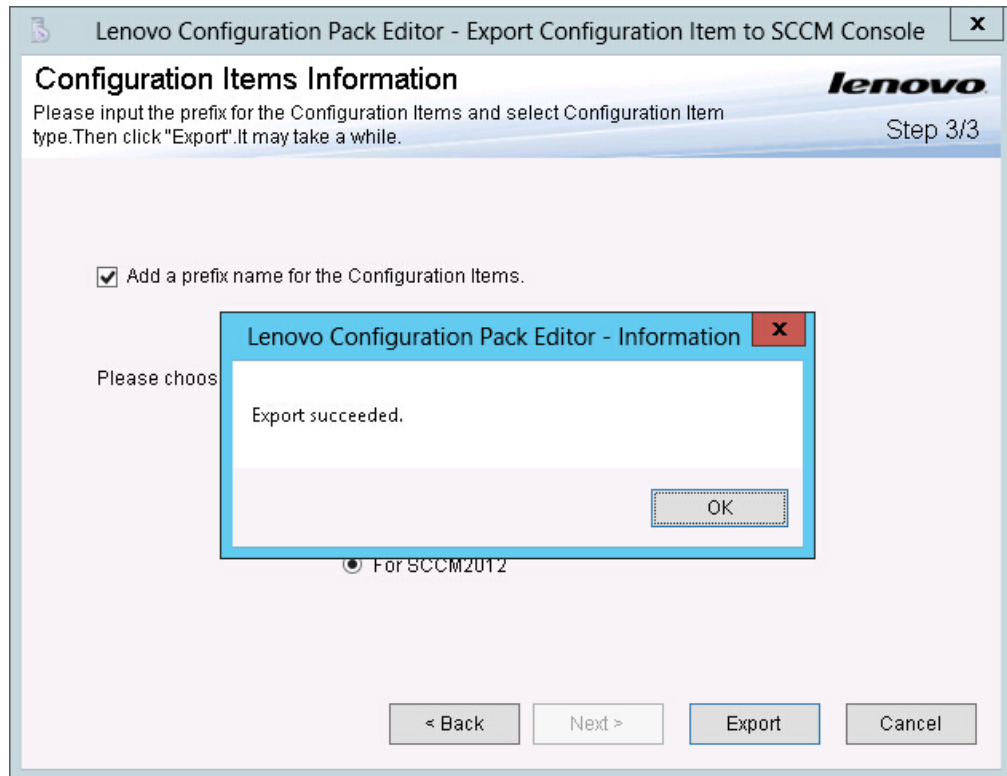 Lenovo Configuration Pack Editor - Export Configuration Item to SCCM Console
x
Configuration Items Information
lenovo
Please input the prefix for the Configuration Items and select Configuration Item
type.Then click "Export".It may take a while.
Step 3/3
Add a prefix name for the Configuration Items.
Lenovo Configuration Pack Editor - Information
x
Please choos
Export succeeded.
OK
For SCCM2012
< Back
Next >
Export
Cancel